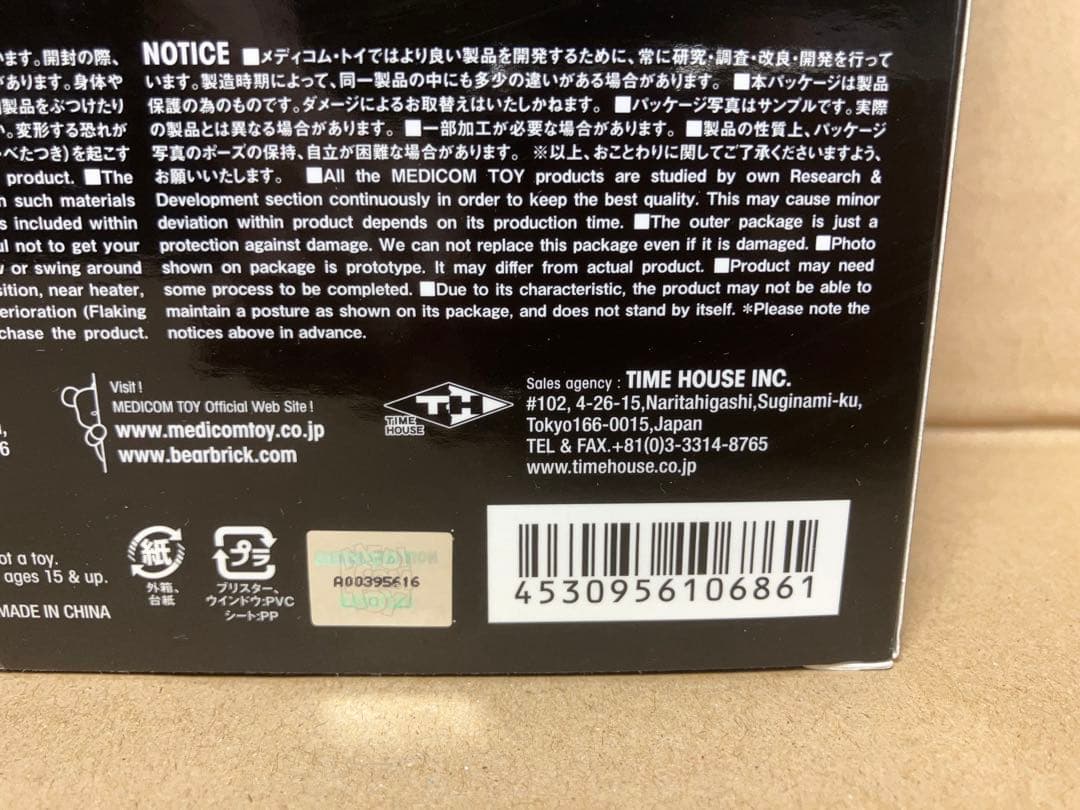 います。開封の際、
があります。身体や
製品をぶつけたり
い。変形する恐れが
べたつき)を起こす
product. ■The
such materials
included within
not to get your
or swing around
near heater,
(Flaking
the product.
NOTICE ■メディコム・トイではより良い製品を開発するために、常に研究・調査・改良・開発を行って
います。製造時期によって、同一製品の中にも多少の違いがある場合があります。■本パッケージは製品
保護の為のものです。ダメージによるお取替えはいたしかねます。■パッケージ写真はサンプルです。実際
の製品とは異なる場合があります。■一部加工が必要な場合があります。■製品の性質上、パッケージ
写真のポーズの保持、自立が困難な場合があります。※以上、おことわりに関してご了承くださいますよう、
お願いいたします。 ■All the MEDICOM TOY products are studied by own Research &
Development section continuously in order to keep the best quality. This may cause minor
deviation within product depends on its production time. ■The outer package is just a
protection against damage. We can not replace this package even if it is damaged. ■Photo
shown on package is prototype. It may differ from actual product. ■Product may need
some process to be completed. ■Due to its characteristic, the product may not be able to
maintain a posture as shown on its package, and does not stand by itself. *Please note the
notices above in advance.
Visit!
MEDICOM TOY Official Web Site!
www.medicomtoy.co.jp
www.bearbrick.com
TH
TIME
HOUSE
Sales agency : TIME HOUSE INC.
#102, 4-26-15,Naritahigashi,Suginami-ku,
Tokyo166-0015,Japan
TEL & FAX.+81(0)3-3314-8765
www.timehouse.co.jp
6
not a toy.
ages 15 & up.
MADE IN CHINA
紙
外箱、
台紙
プラ
ブリスター、
ウインドウ:PVC
シート:PP
A00395616
4530956106861